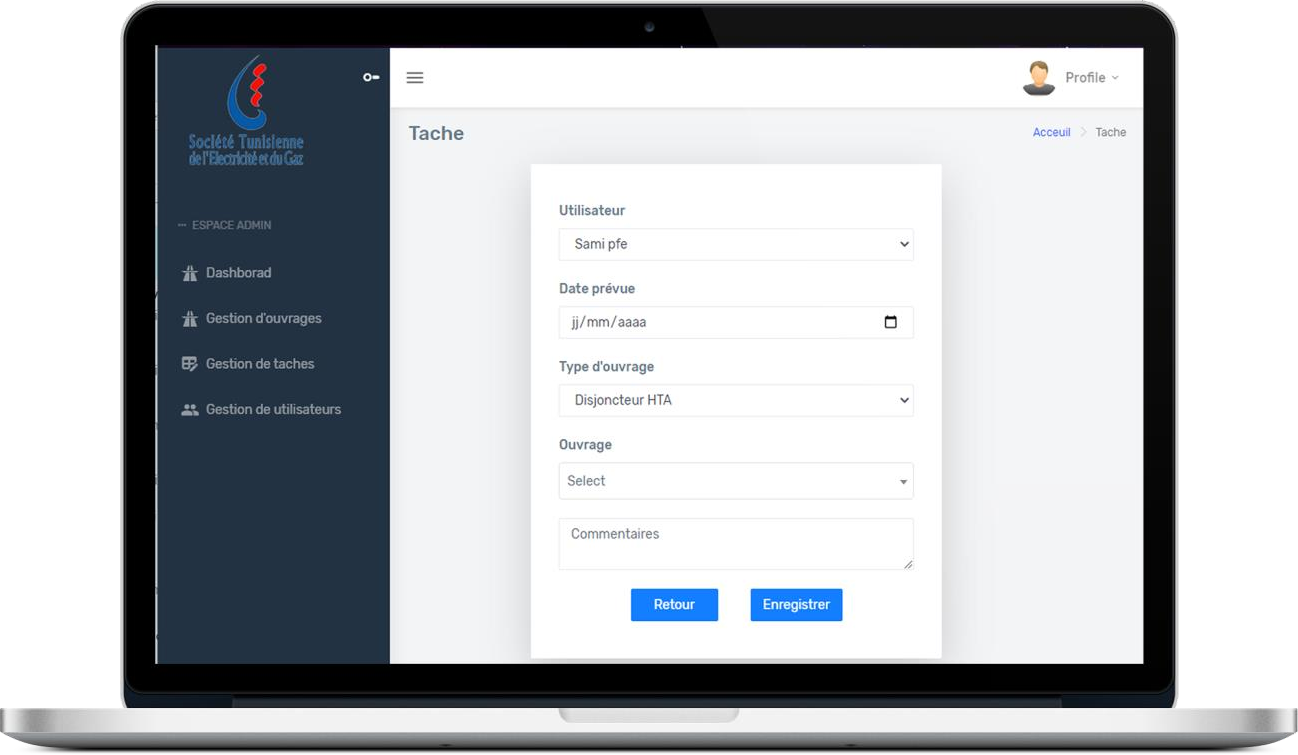 Société Tunisienne
de l'Electricité et du Gaz
ESPACE ADMIN
Dashborad
Gestion d'ouvrages
Gestion de taches
Gestion de utilisateurs
Profile
Tache
Acceuil > Tache
Utilisateur
Sami pfe
Date prévue
jj/mm/aaaa
Type d'ouvrage
Disjoncteur HTA
Ouvrage
Select
Commentaires
Retour
Enregistrer